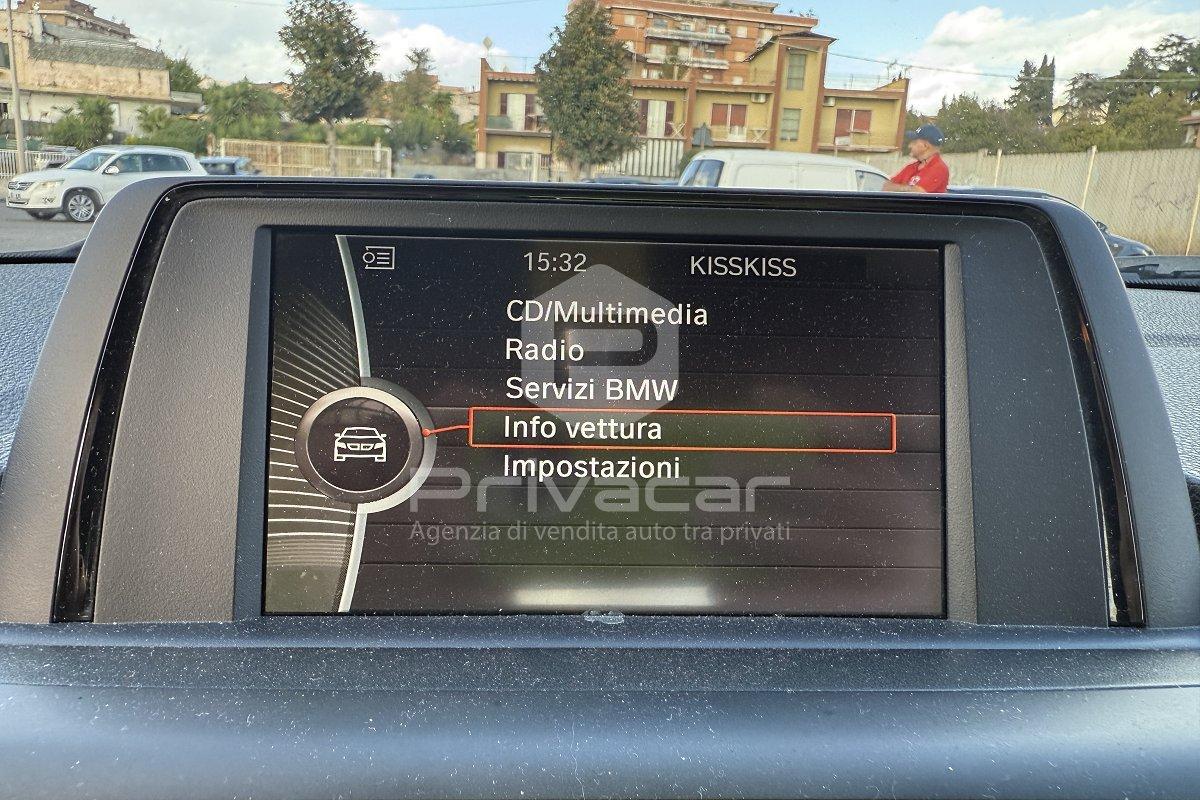 15:32
KISSKISS
CD/Multimedia
Radio
Servizi BMW
Info vettura
Impostazioni
Privacar
Agenzia di vendita auto tra privati